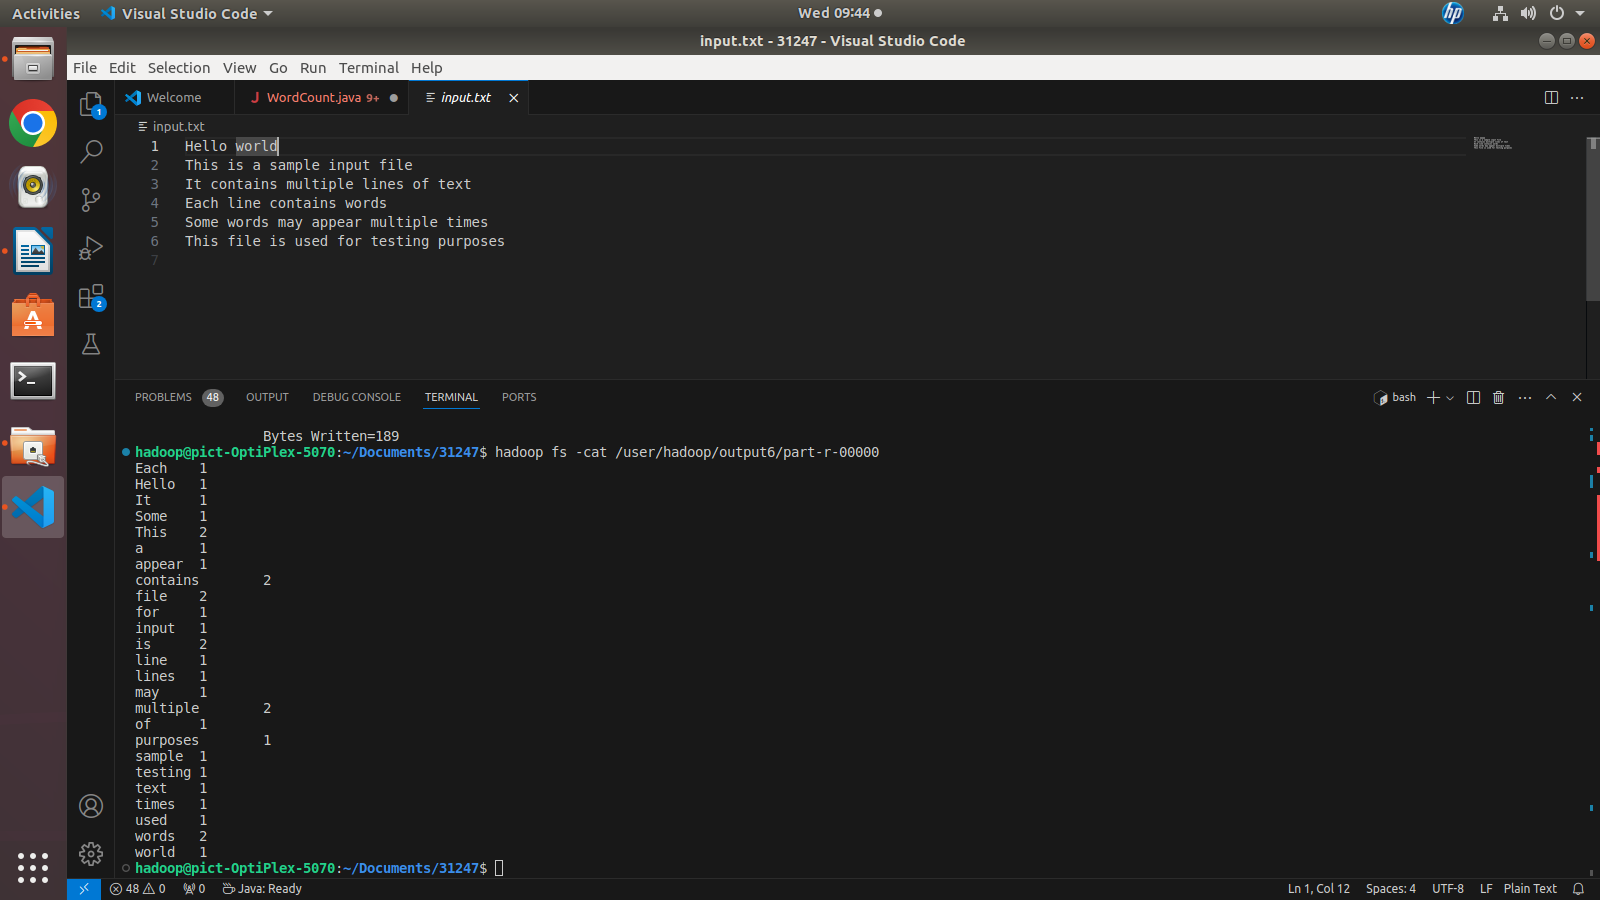 Activities Visual Studio Code Wed 09:44 hp
input.txt - 31247 - Visual Studio Code
File Edit Selection View Go Run Terminal Help
Welcome J WordCount.java 9+ input.txt
input.txt
1 Hello world
2 This is a sample input file
3 It contains multiple lines of text
4 Each line contains words
5 Some words may appear multiple times
6 This file is used for testing purposes
7
1
2
PROBLEMS 48 OUTPUT DEBUG CONSOLE TERMINAL PORTS bash
Bytes Written=189
hadoop@pict-OptiPlex-5070:~/Documents/31247$ hadoop fs -cat /user/hadoop/output6/part-r-00000
Each 1
Hello 1
It 1
Some 1
This 2
a 1
appear 1
contains 2
file 2
for 1
input 1
is 2
line 1
lines 1
may 1
multiple 2
of 1
purposes 1
sample 1
testing 1
text 1
times 1
used 1
words 2
world 1
hadoop@pict-OptiPlex-5070:~/Documents/31247$
48 0 0 Java: Ready Ln 1, Col 12 Spaces: 4 UTF-8 LF Plain Text